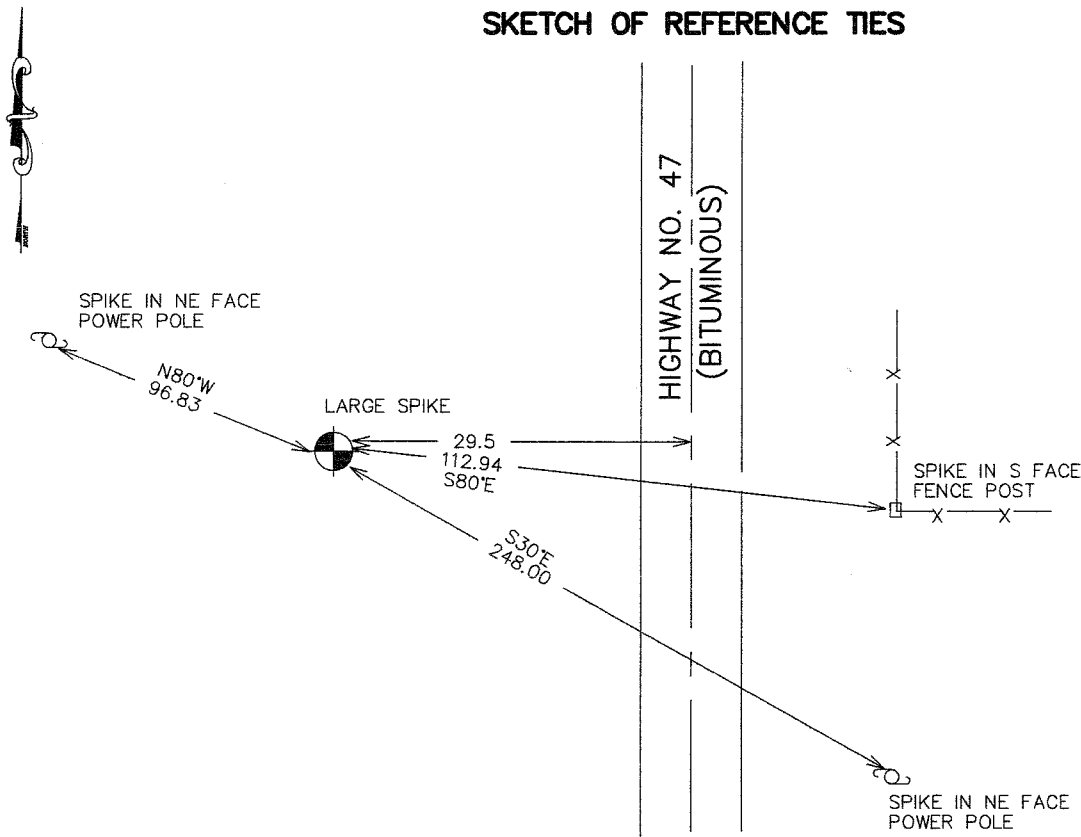 SKETCH OF REFERENCE TIES
HIGHWAY NO. 47
(BITUMINOUS)
SPIKE IN NE FACE
POWER POLE
N80°W
96.83
LARGE SPIKE
29.5
112.94
S80°E
SPIKE IN S FACE
FENCE POST
S30°E
248.00
SPIKE IN NE FACE
POWER POLE